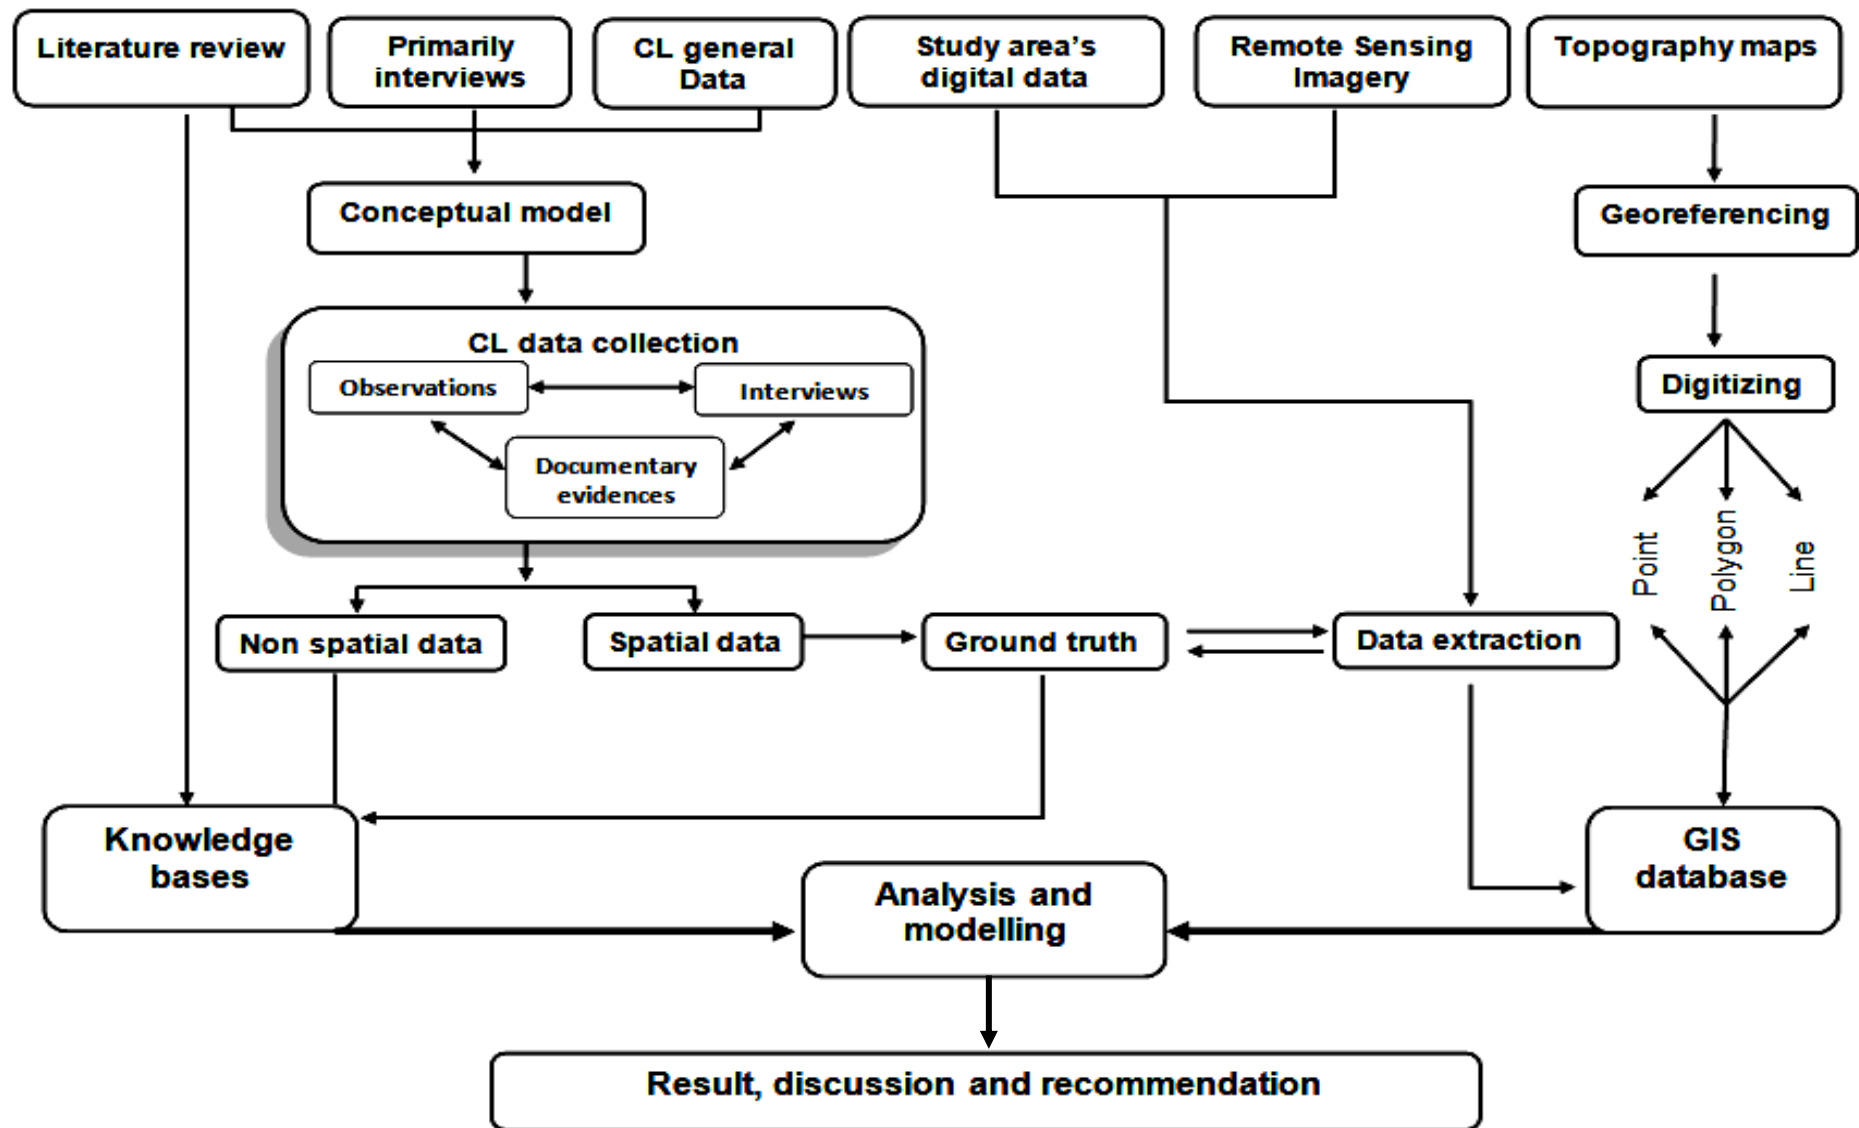 Literature review
Primarily
interviews
CL general
Data
Study area's
digital data
Remote Sensing
Imagery
Topography maps
Conceptual model
Georeferencing
CL data collection
Observations
Interviews
Documentary
evidences
Digitizing
Point
Polygon
Line
Non spatial data
Spatial data
Ground truth
Data extraction
Knowledge
bases
Analysis and
modelling
GIS
database
Result, discussion and recommendation